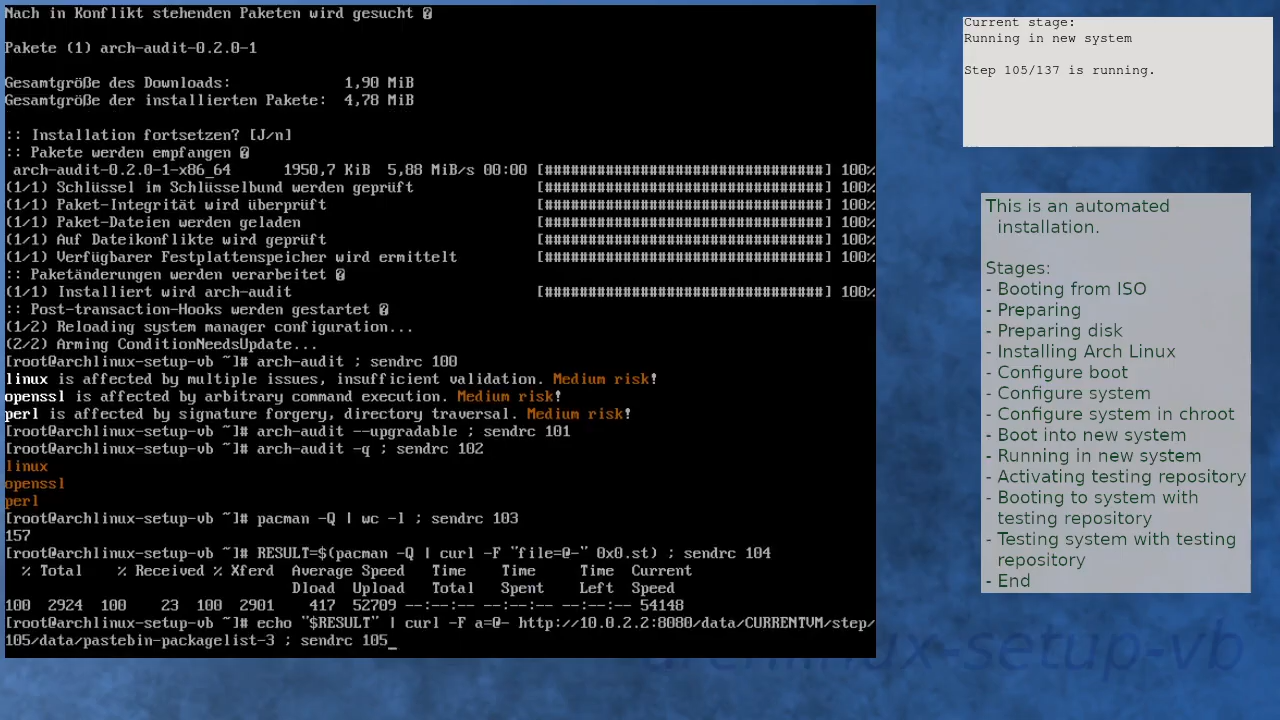 Nach in Konflikt stehenden Paketen wird gesucht �
Pakete (1) arch-audit-0.2.0-1
Gesamtgröße des Downloads: 1,90 MiB
Gesamtgröße der installierten Pakete: 4,78 MiB
:: Installation fortsetzen? [J/n]
:: Pakete werden empfangen �
arch-audit-0.2.0-1-x86_64 1950,7 KiB 5,88 MiB/s 00:00 [################################] 100%
(1/1) Schlüssel im Schlüsselbund werden geprüft [################################] 100%
(1/1) Paket-Integrität wird überprüft [################################] 100%
(1/1) Paket-Dateien werden geladen [################################] 100%
(1/1) Auf Dateikonflikte wird geprüft [################################] 100%
(1/1) Verfügbarer Festplattenspeicher wird ermittelt [################################] 100%
:: Paketänderungen werden verarbeitet �
(1/1) Installiert wird arch-audit [################################] 100%
:: Post-transaction-Hooks werden gestartet �
(1/2) Reloading system manager configuration...
(2/2) Arming ConditionNeedsUpdate...
[root@archlinux-setup-vb ~]# arch-audit ; sendrc 100
linux is affected by multiple issues, insufficient validation. Medium risk!
openssl is affected by arbitrary command execution. Medium risk!
perl is affected by signature forgery, directory traversal. Medium risk!
[root@archlinux-setup-vb ~]# arch-audit --upgradable ; sendrc 101
[root@archlinux-setup-vb ~]# arch-audit -q ; sendrc 102
linux
openssl
perl
[root@archlinux-setup-vb ~]# pacman -Q | wc -l ; sendrc 103
157
[root@archlinux-setup-vb ~]# RESULT=$(pacman -Q | curl -F "file=@-" 0x0.st) ; sendrc 104
% Total % Received % Xferd Average Speed Time Time Time Current
Dload Upload Total Spent Left Speed
100 2924 100 23 100 2901 417 52709 --:--:-- --:--:-- --:--:-- 54148
[root@archlinux-setup-vb ~]# echo "$RESULT" | curl -F a=@- http://10.0.2.2:8080/data/CURRENTVM/step/
105/data/pastebin-packagelist-3 ; sendrc 105_
Current stage:
Running in new system
Step 105/137 is running.
This is an automated
installation.
Stages:
- Booting from ISO
- Preparing
- Preparing disk
- Installing Arch Linux
- Configure boot
- Configure system
- Configure system in chroot
- Boot into new system
- Running in new system
- Activating testing repository
- Booting to system with
testing repository
- Testing system with testing
repository
- End
archlinux-setup-vb